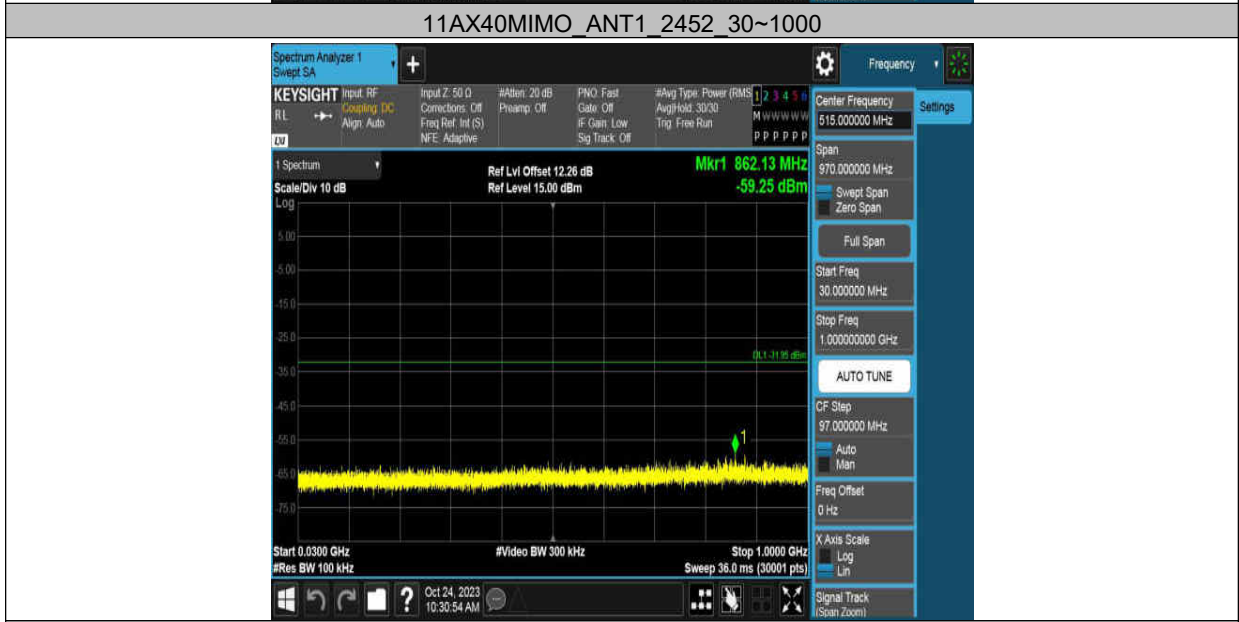 11AX40MIMO_ANT1_2452_30~1000
Spectrum Analyzer 1
Swept SA
+
Frequency
KEYSIGHT
RL
Input: RF
Coupling: DC
Align: Auto
Input Z: 50 Ω
Corrections: Off
Freq Ref: Int (S)
NFE: Adaptive
#Atten: 20 dB
Preamp: Off
PNO: Fast
Gate: Off
IF Gain: Low
Sig Track: Off
#Avg Type: Power (RMS
Avg|Hold: 30/30
Trig: Free Run
1 2 3 4 5 6
M W W W W W
P P P P P P
1 Spectrum
Scale/Div 10 dB
Log
Ref Lvl Offset 12.26 dB
Ref Level 15.00 dBm
Mkr1 862.13 MHz
-59.25 dBm
5.00
-5.00
-15.0
-25.0
DL1 -31.95 dBm
-35.0
-45.0
-55.0
1
-65.0
-75.0
Start 0.0300 GHz
#Res BW 100 kHz
#Video BW 300 kHz
Stop 1.0000 GHz
Sweep 36.0 ms (30001 pts)
Center Frequency
515.000000 MHz
Settings
Span
970.000000 MHz
Swept Span
Zero Span
Full Span
Start Freq
30.000000 MHz
Stop Freq
1.000000000 GHz
AUTO TUNE
CF Step
97.000000 MHz
Auto
Man
Freq Offset
0 Hz
X Axis Scale
Log
Lin
Signal Track
(Span Zoom)
?
Oct 24, 2023
10:30:54 AM